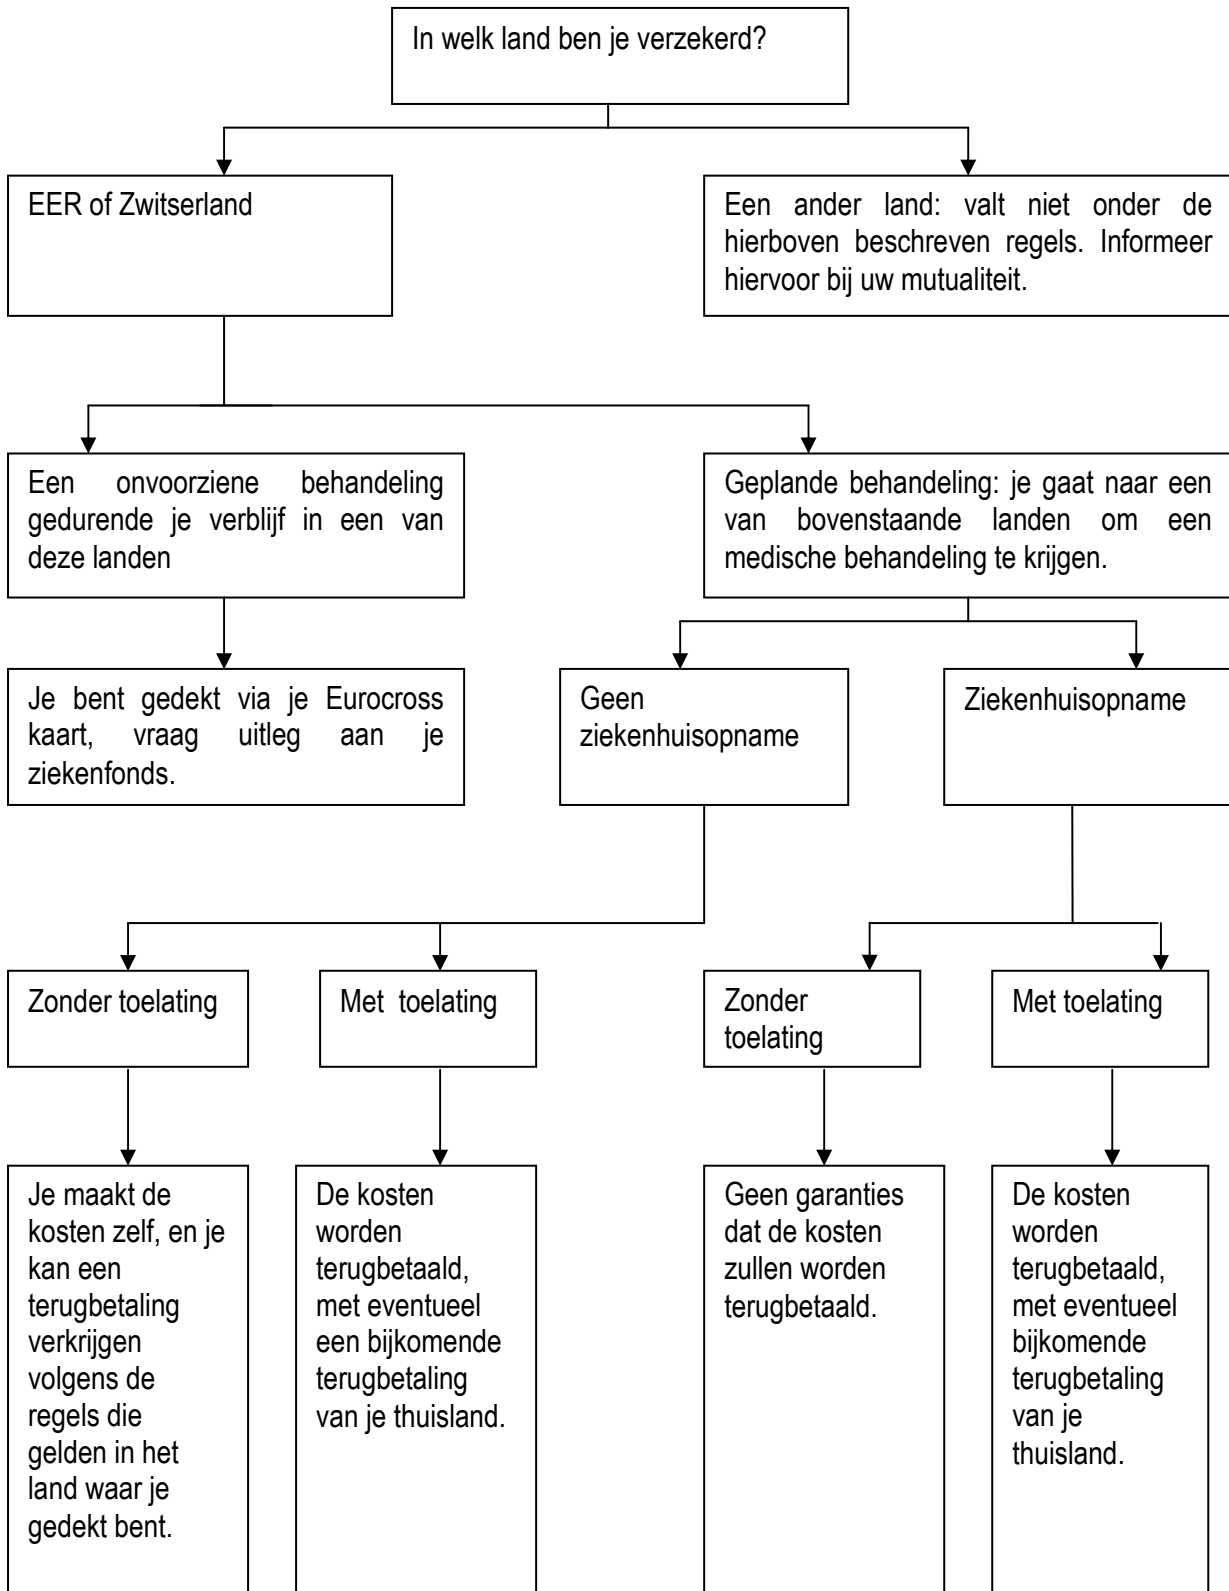 In welk land ben je verzekerd?
EER of Zwitserland
Een ander land: valt niet onder de
hierboven beschreven regels. Informeer
hiervoor bij uw mutualiteit.
Een onvoorziene behandeling
gedurende je verblijf in een van
deze landen
Geplande behandeling: je gaat naar een
van bovenstaande landen om een
medische behandeling te krijgen.
Je bent gedekt via je Eurocross
kaart, vraag uitleg aan je
ziekenfonds.
Geen
ziekenhuisopname
Ziekenhuisopname
Zonder toelating
Met toelating
Zonder
toelating
Met toelating
Je maakt de
kosten zelf, en je
kan een
terugbetaling
verkrijgen
volgens de
regels die
gelden in het
land waar je
gedekt bent.
De kosten
worden
terugbetaald,
met eventueel
een bijkomende
terugbetaling
van je thuisland.
Geen garanties
dat de kosten
zullen worden
terugbetaald.
De kosten
worden
terugbetaald,
met eventueel
bijkomende
terugbetaling
van je
thuisland.